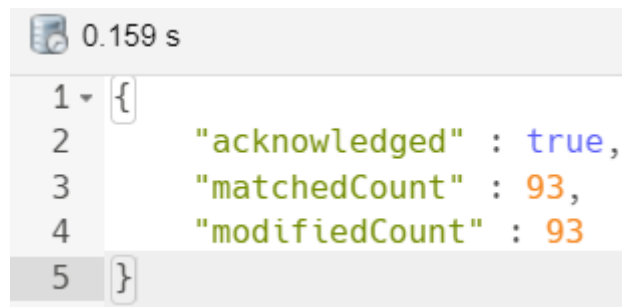 0.159 s
1 {
2 "acknowledged" : true,
3 "matchedCount" : 93,
4 "modifiedCount" : 93
5 }